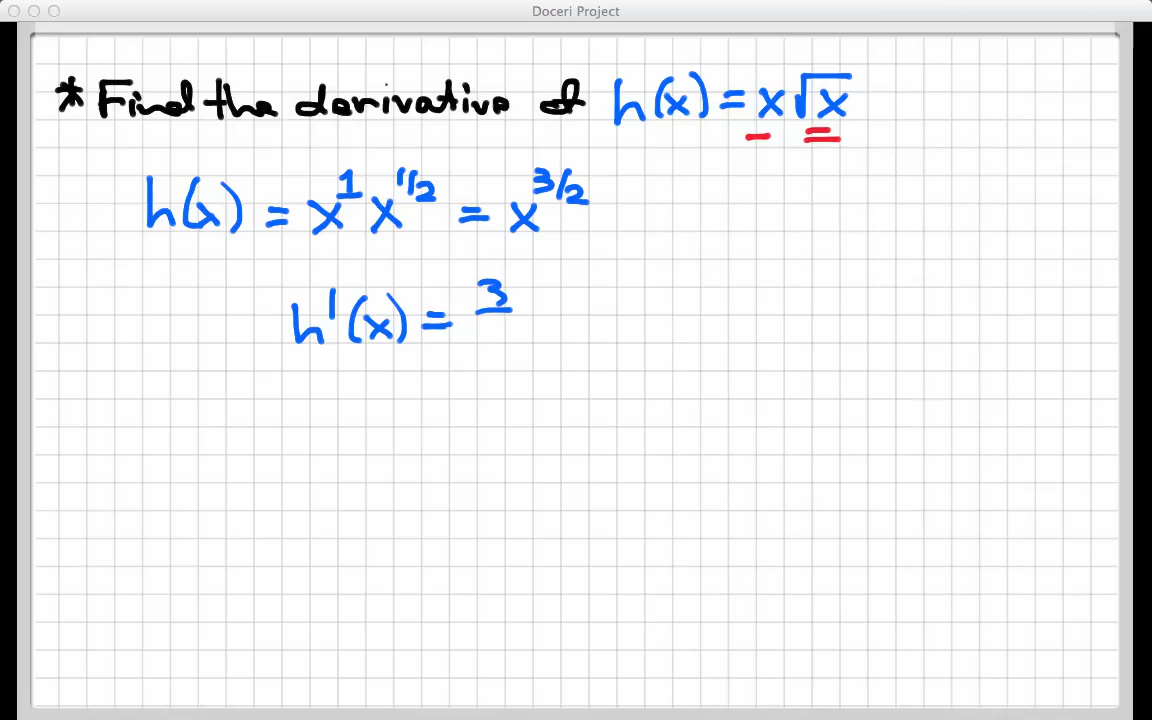 Doceri Project
* Find the derivative of h(x) = x√x
h(x) = x^1 x^1/2 = x^3/2
h'(x) = 3